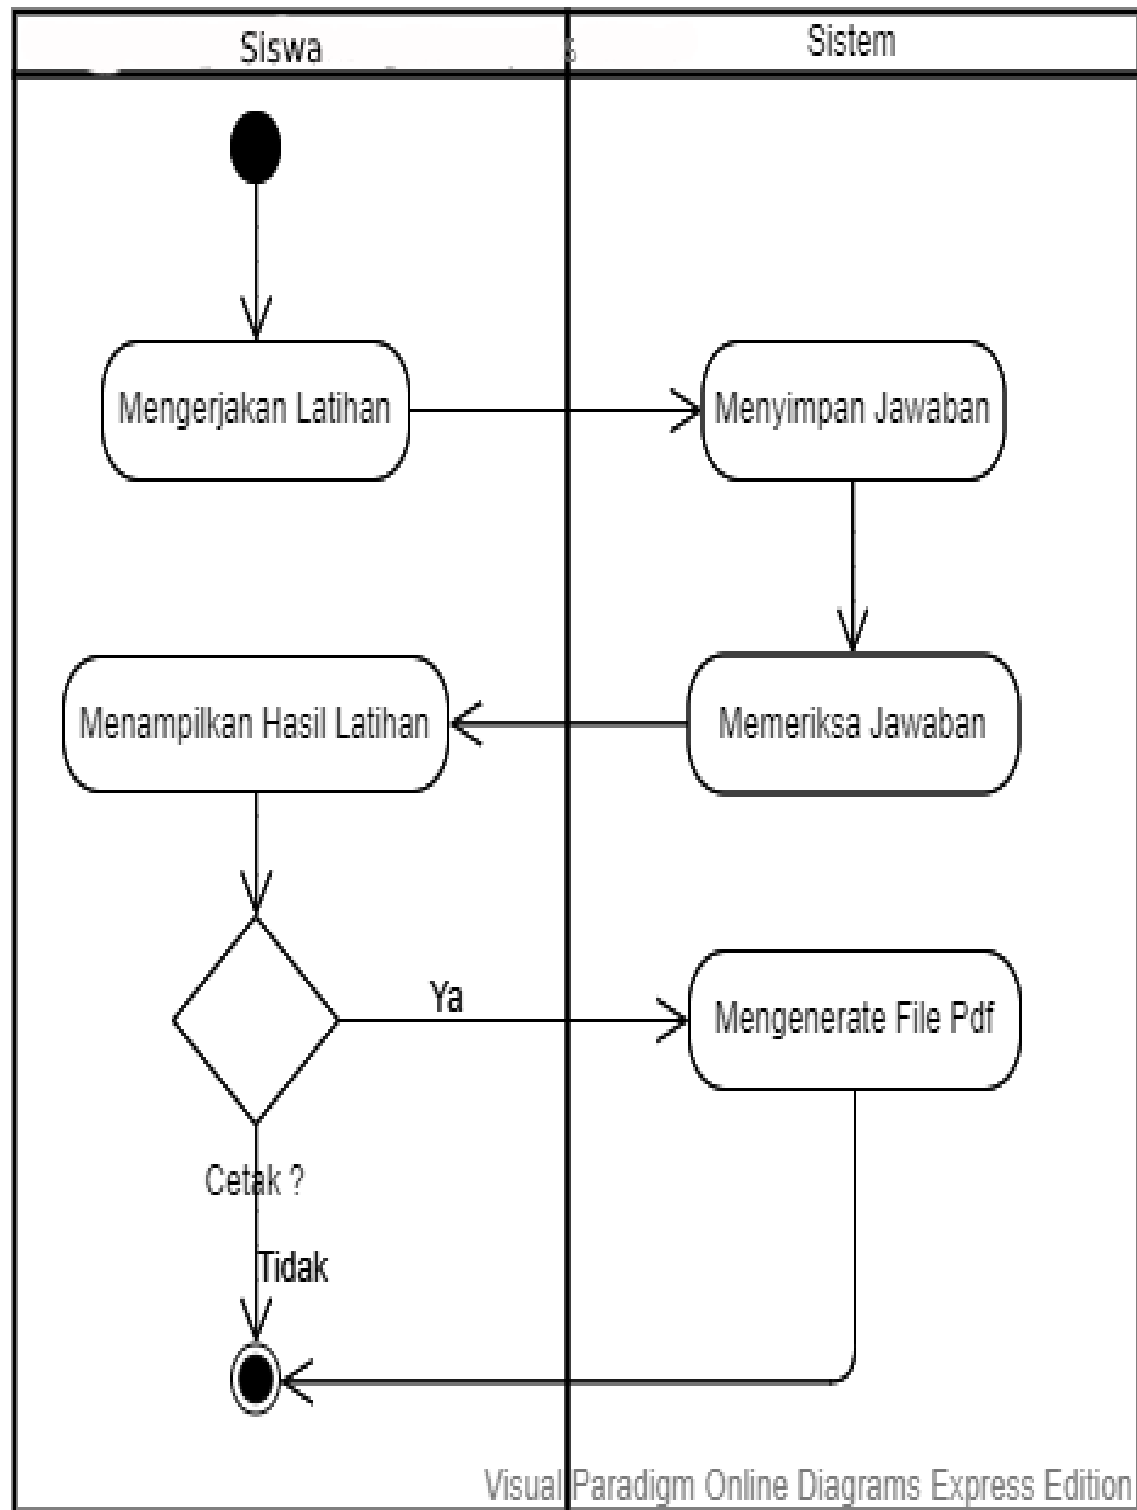 Siswa
Sistem
Mengerjakan Latihan
Menyimpan Jawaban
Menampilkan Hasil Latihan
Memeriksa Jawaban
Ya
Mengenerate File Pdf
Cetak ?
Tidak
Visual Paradigm Online Diagrams Express Edition